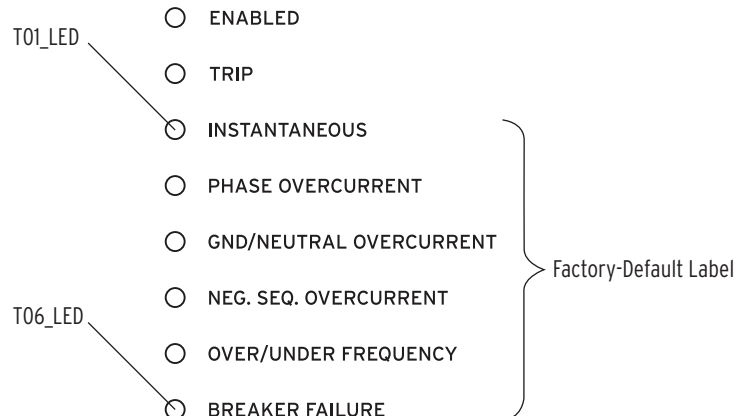 ENABLED
T01_LED
TRIP
INSTANTANEOUS
PHASE OVERCURRENT
GND/NEUTRAL OVERCURRENT
Factory-Default Label
NEG. SEQ. OVERCURRENT
T06_LED
OVER/UNDER FREQUENCY
BREAKER FAILURE